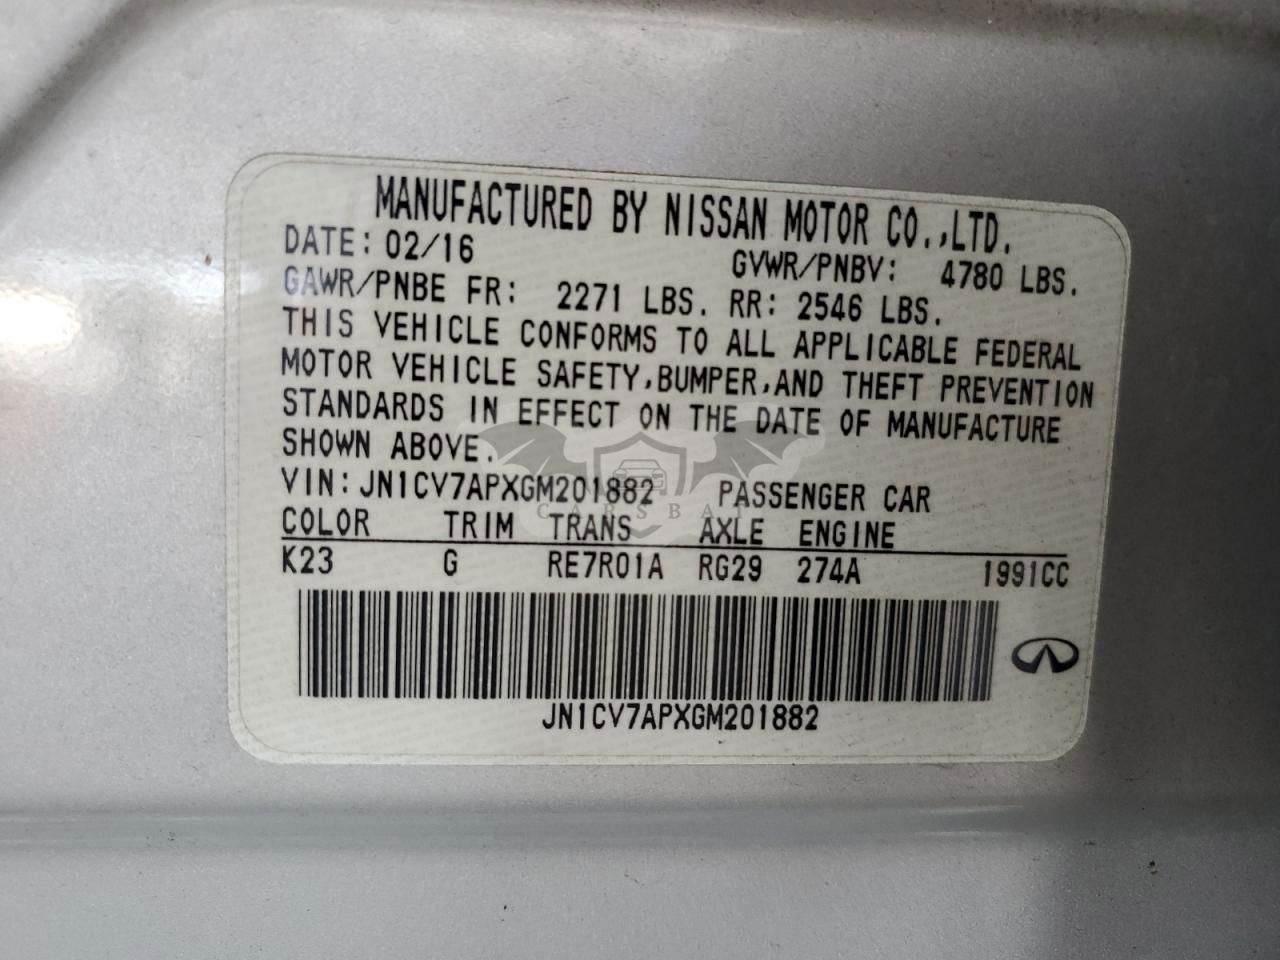 MANUFACTURED BY NISSAN MOTOR CO.,LTD.
DATE: 02/16 GVWR/PNBV: 4780 LBS.
GAWR/PNBE FR: 2271 LBS. RR: 2546 LBS.
THIS VEHICLE CONFORMS TO ALL APPLICABLE FEDERAL
MOTOR VEHICLE SAFETY,BUMPER,AND THEFT PREVENTION
STANDARDS IN EFFECT ON THE DATE OF MANUFACTURE
SHOWN ABOVE.
VIN: JN1CV7APXGM201882 PASSENGER CAR
CARSBAT
COLOR TRIM TRANS AXLE ENGINE
K23 G RE7R01A RG29 274A 1991CC
JN1CV7APXGM201882